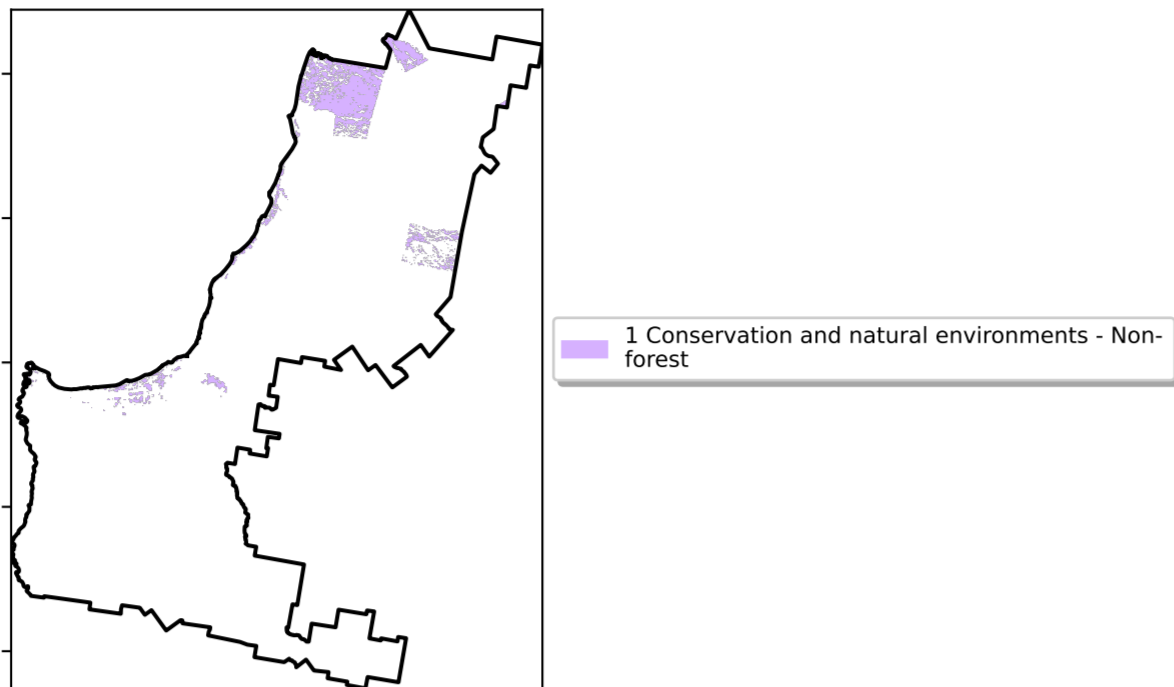 1 Conservation and natural environments - Non-
forest